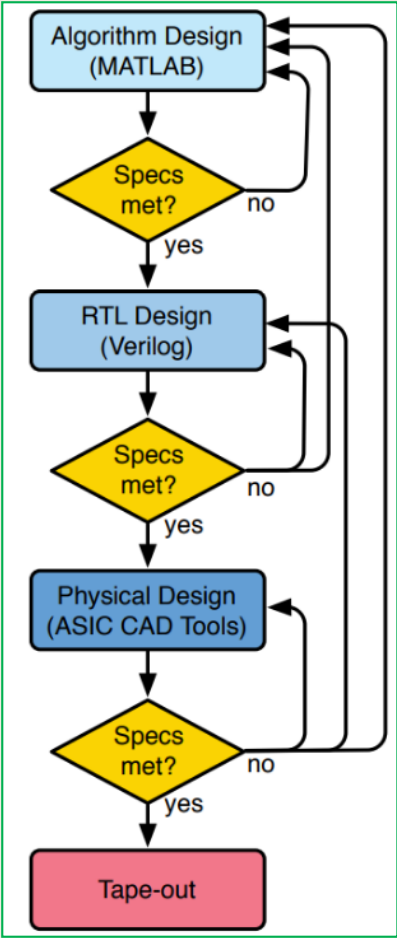 Algorithm Design
(MATLAB)
Specs
met?
no
yes
RTL Design
(Verilog)
Specs
met?
no
yes
Physical Design
(ASIC CAD Tools)
Specs
met?
no
yes
Tape-out